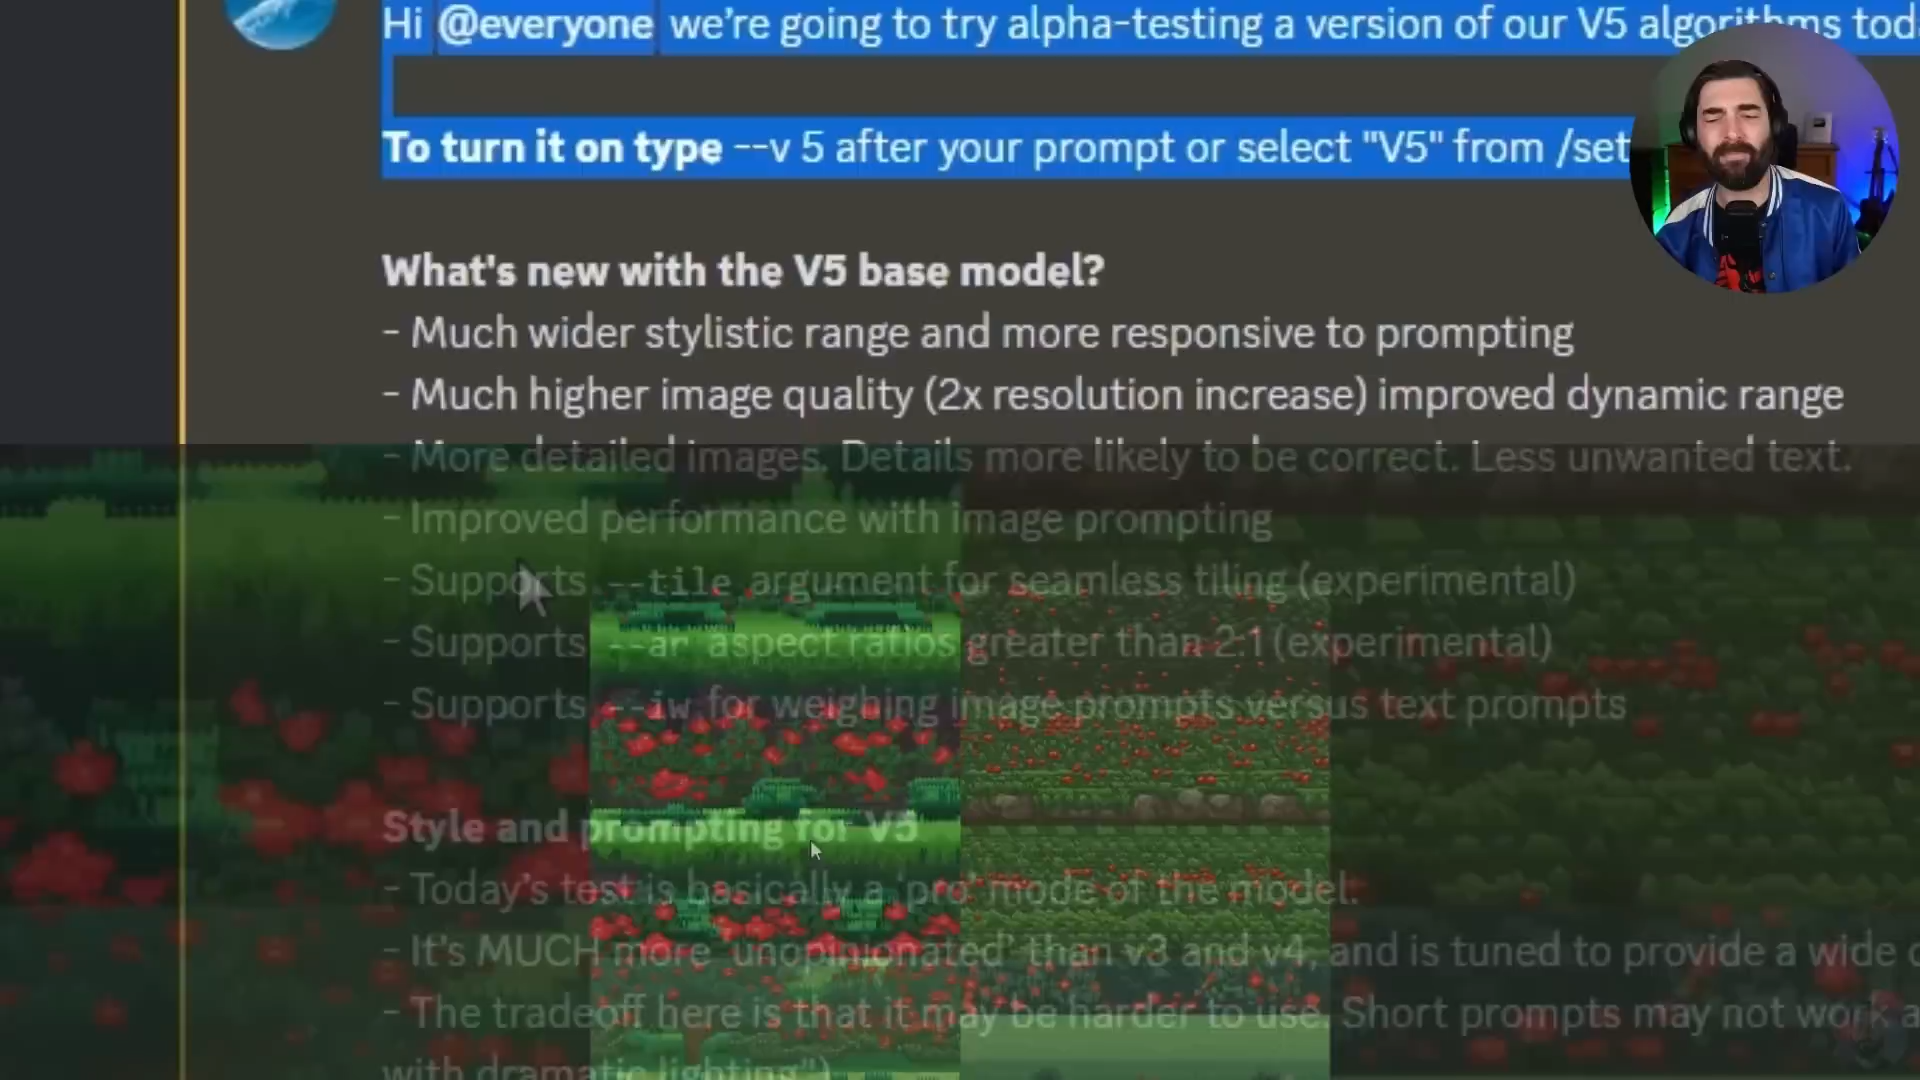 Hi @everyone we're going to try alpha-testing a version of our V5 algorithms
To turn it on type --v 5 after your prompt or select "V5" from /set
What's new with the V5 base model?
- Much wider stylistic range and more responsive to prompting
- Much higher image quality (2x resolution increase) improved dynamic range
- More detailed images. Details more likely to be correct. Less unwanted text.
- Improved performance with image prompting
- Supports --tile argument for seamless tiling (experimental)
- Supports --ar aspect ratios greater than 2:1 (experimental)
- Supports --iw for weighing image prompts versus text prompts
Style and prompting for V5
- Today's test is basically a 'pro' mode of the model.
- It's MUCH more 'unopinionated' than v3 and v4, and is tuned to provide a wide
- The tradeoff here is that it may be harder to use. Short prompts may not work
with dramatic lighting")